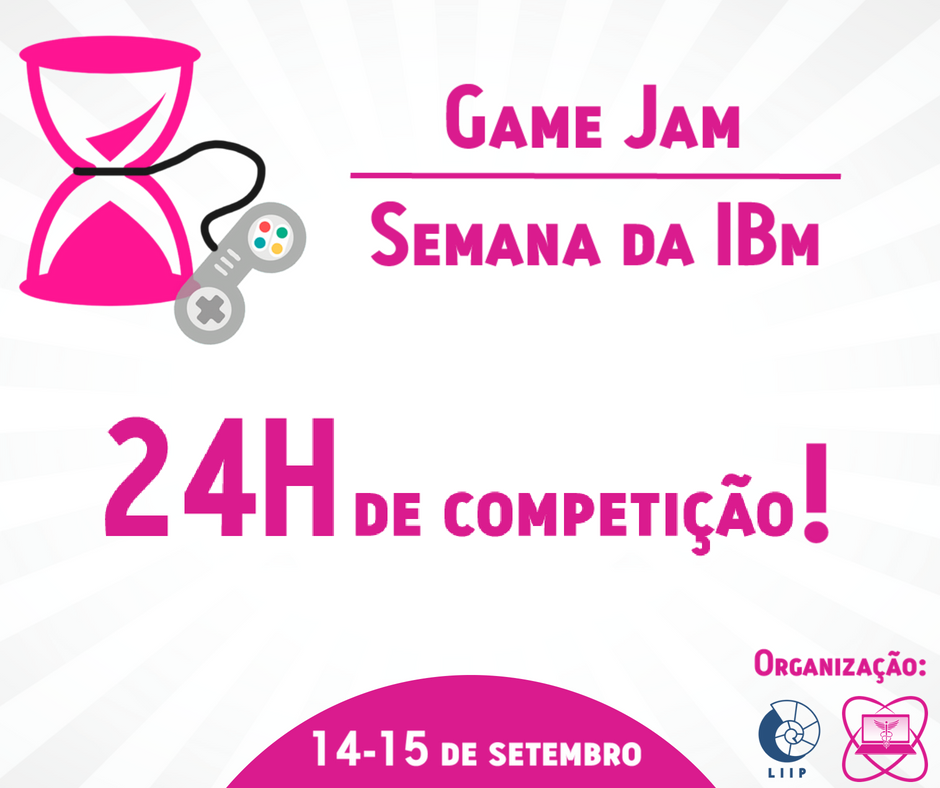 Game Jam
Semana da IBm
24H de competição!
Organização:
LIIP
14-15 de setembro